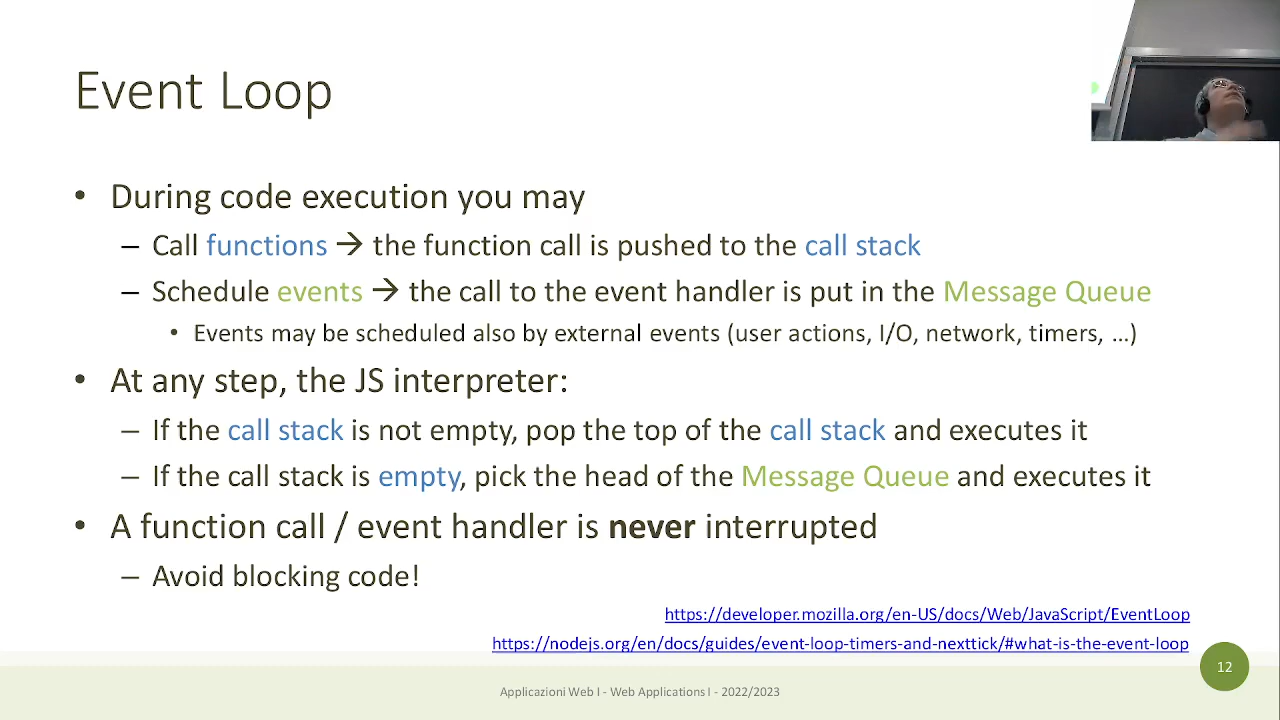 Event Loop
• During code execution you may
– Call functions → the function call is pushed to the call stack
– Schedule events → the call to the event handler is put in the Message Queue
• Events may be scheduled also by external events (user actions, I/O, network, timers, …)
• At any step, the JS interpreter:
– If the call stack is not empty, pop the top of the call stack and executes it
– If the call stack is empty, pick the head of the Message Queue and executes it
• A function call / event handler is never interrupted
– Avoid blocking code!
https://developer.mozilla.org/en-US/docs/Web/JavaScript/EventLoop
https://nodejs.org/en/docs/guides/event-loop-timers-and-nexttick/#what-is-the-event-loop
12
Applicazioni Web I - Web Applications I - 2022/2023